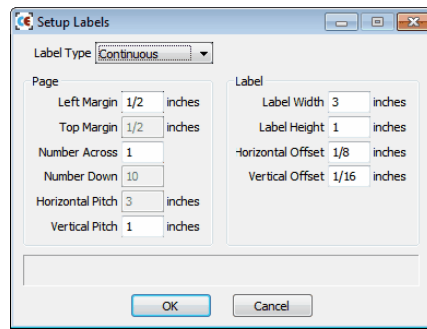 CE Setup Labels
Label Type Continuous
Page
Left Margin 1/2 inches
Top Margin 1/2 inches
Number Across 1
Number Down 10
Horizontal Pitch 3 inches
Vertical Pitch 1 inches
Label
Label Width 3 inches
Label Height 1 inches
Horizontal Offset 1/8 inches
Vertical Offset 1/16 inches
OK Cancel